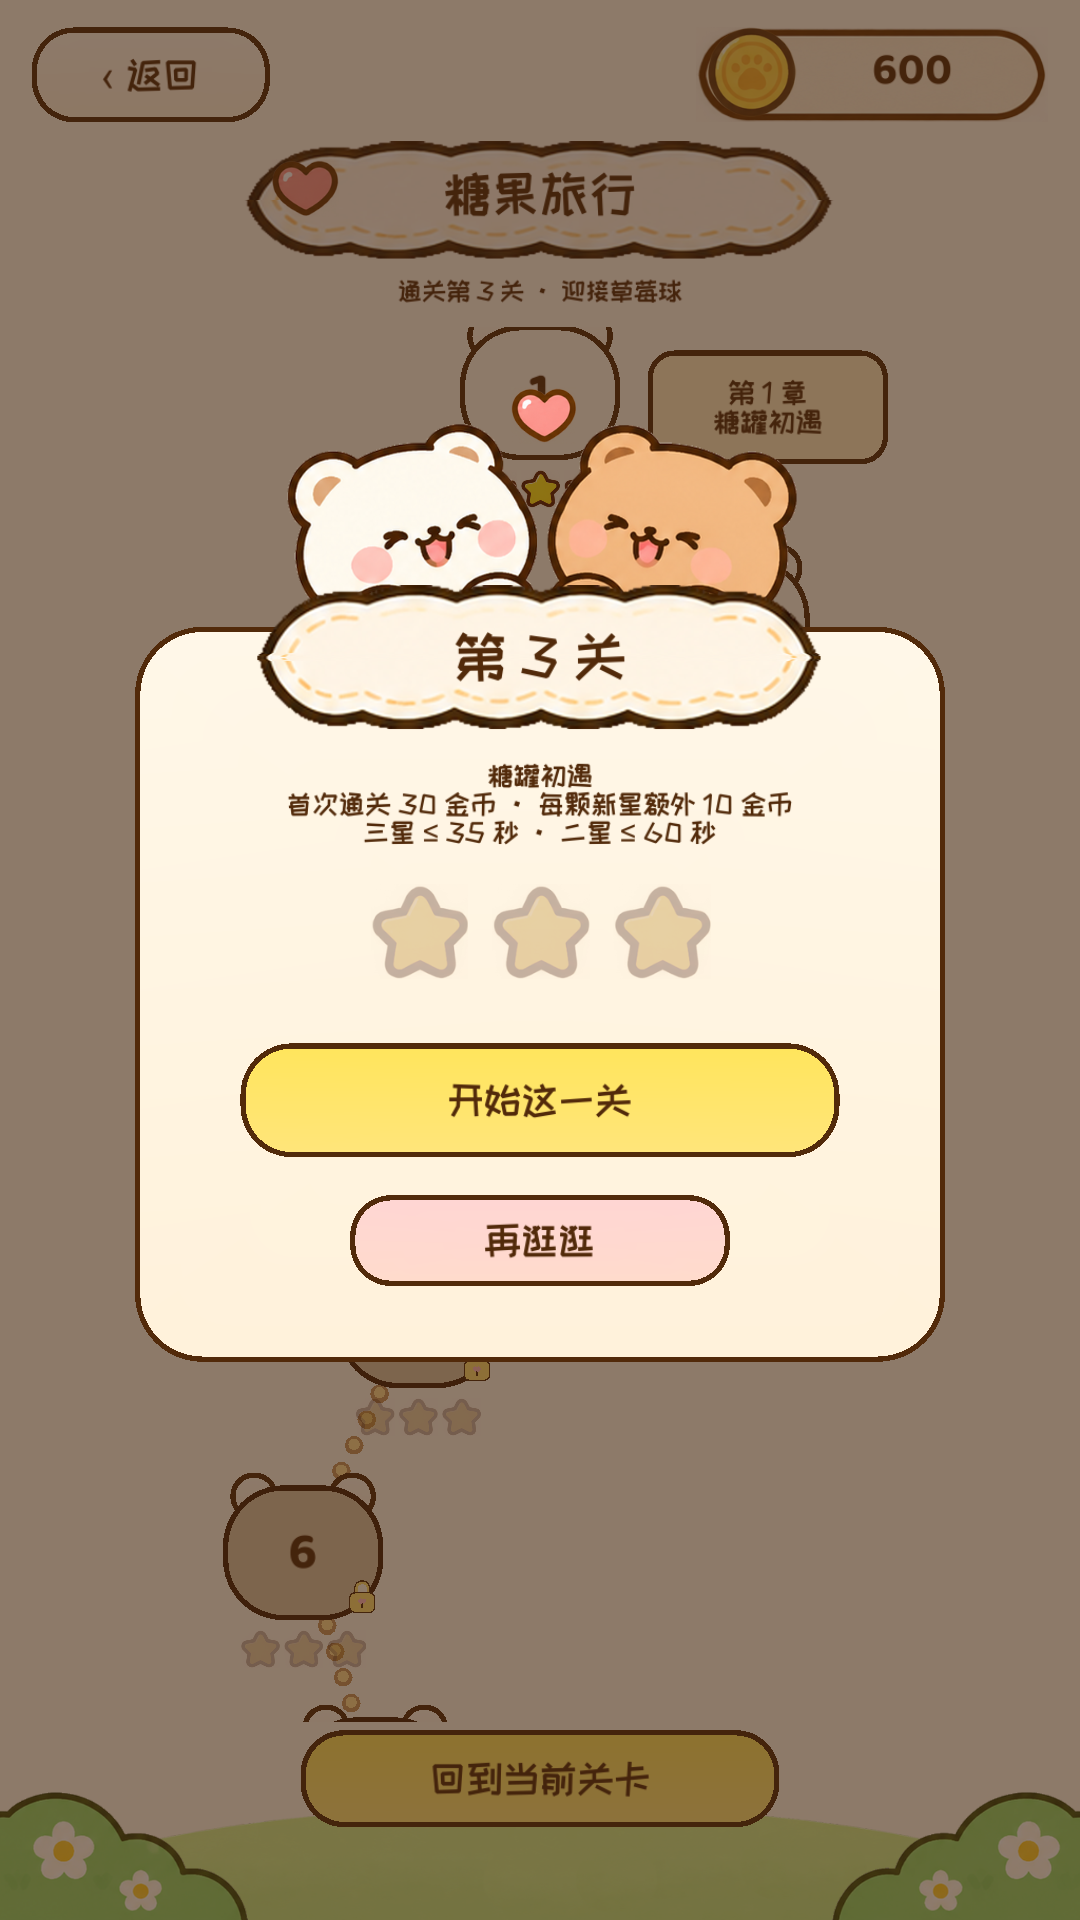 ‹ 返回
600
糖果旅行
通关第 3 关 · 迎接草莓球
1
第 1 章
糖罐初遇
第 3 关
糖罐初遇
首次通关 30 金币 · 每颗新星额外 10 金币
三星 ≤ 35 秒 · 二星 ≤ 60 秒
开始这一关
再逛逛
6
回到当前关卡